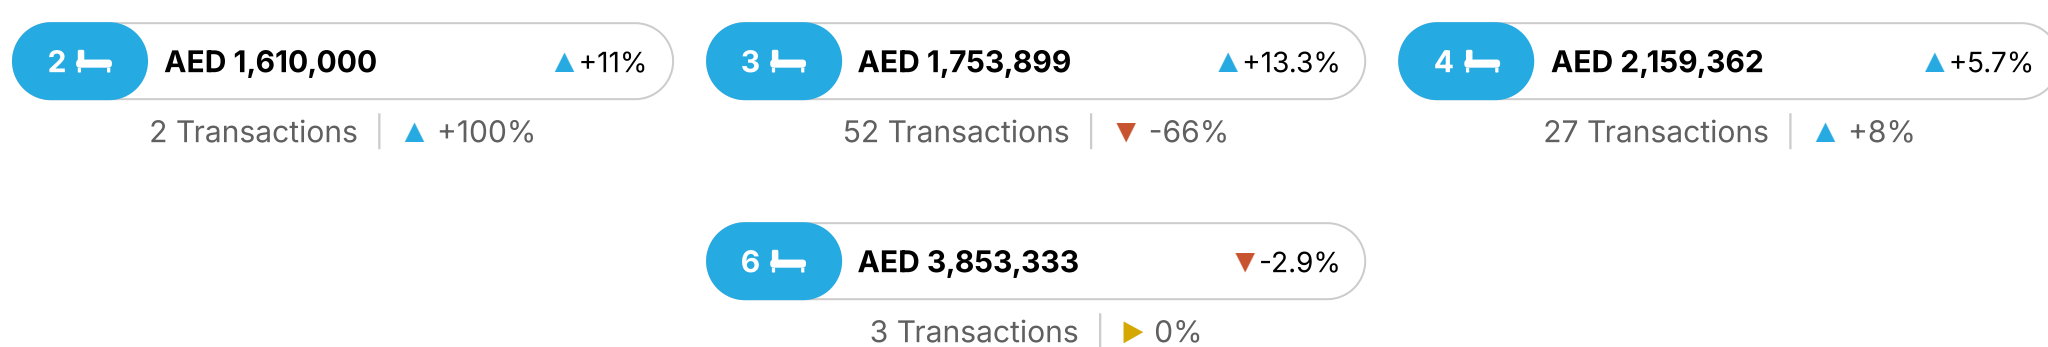 2 AED 1,610,000 ▲+11% 3 AED 1,753,899 ▲+13.3% 4 AED 2,159,362 ▲+5.7%
2 Transactions | ▲ +100% 52 Transactions | ▼ -66% 27 Transactions | ▲ +8%
6 AED 3,853,333 ▼-2.9%
3 Transactions | ▶ 0%